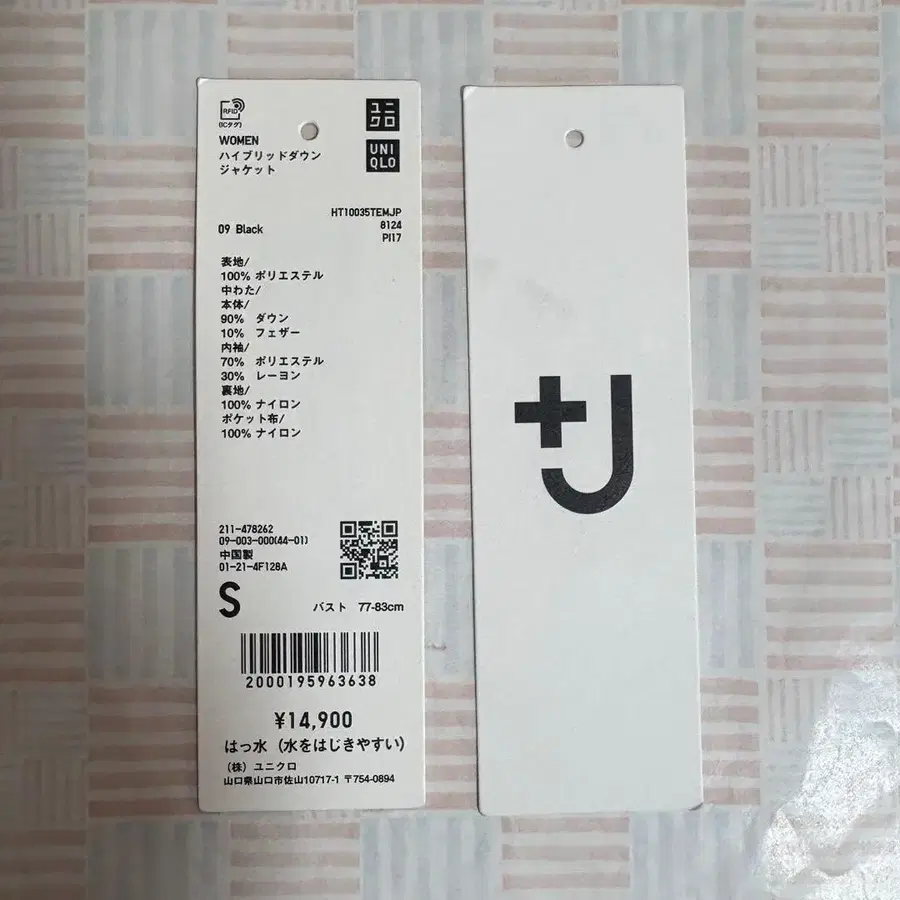 RFID
(ICタグ)
ユニ
クロ
WOMEN
ハイブリッドダウン
ジャケット
UNI
QLO
HT10035TEMJP
09 Black
8124
PI17
表地/
100% ポリエステル
中わた/
本体/
90% ダウン
10% フェザー
内袖/
70% ポリエステル
30% レーヨン
裏地/
100% ナイロン
ポケット布/
100% ナイロン
211-478262
09-003-000(44-01)
中国製
01-21-4F128A
S
バスト 77-83cm
2000195963638
¥14,900
はっ水 (水をはじきやすい)
(株) ユニクロ
山口県山口市佐山10717-1 〒754-0894
+J